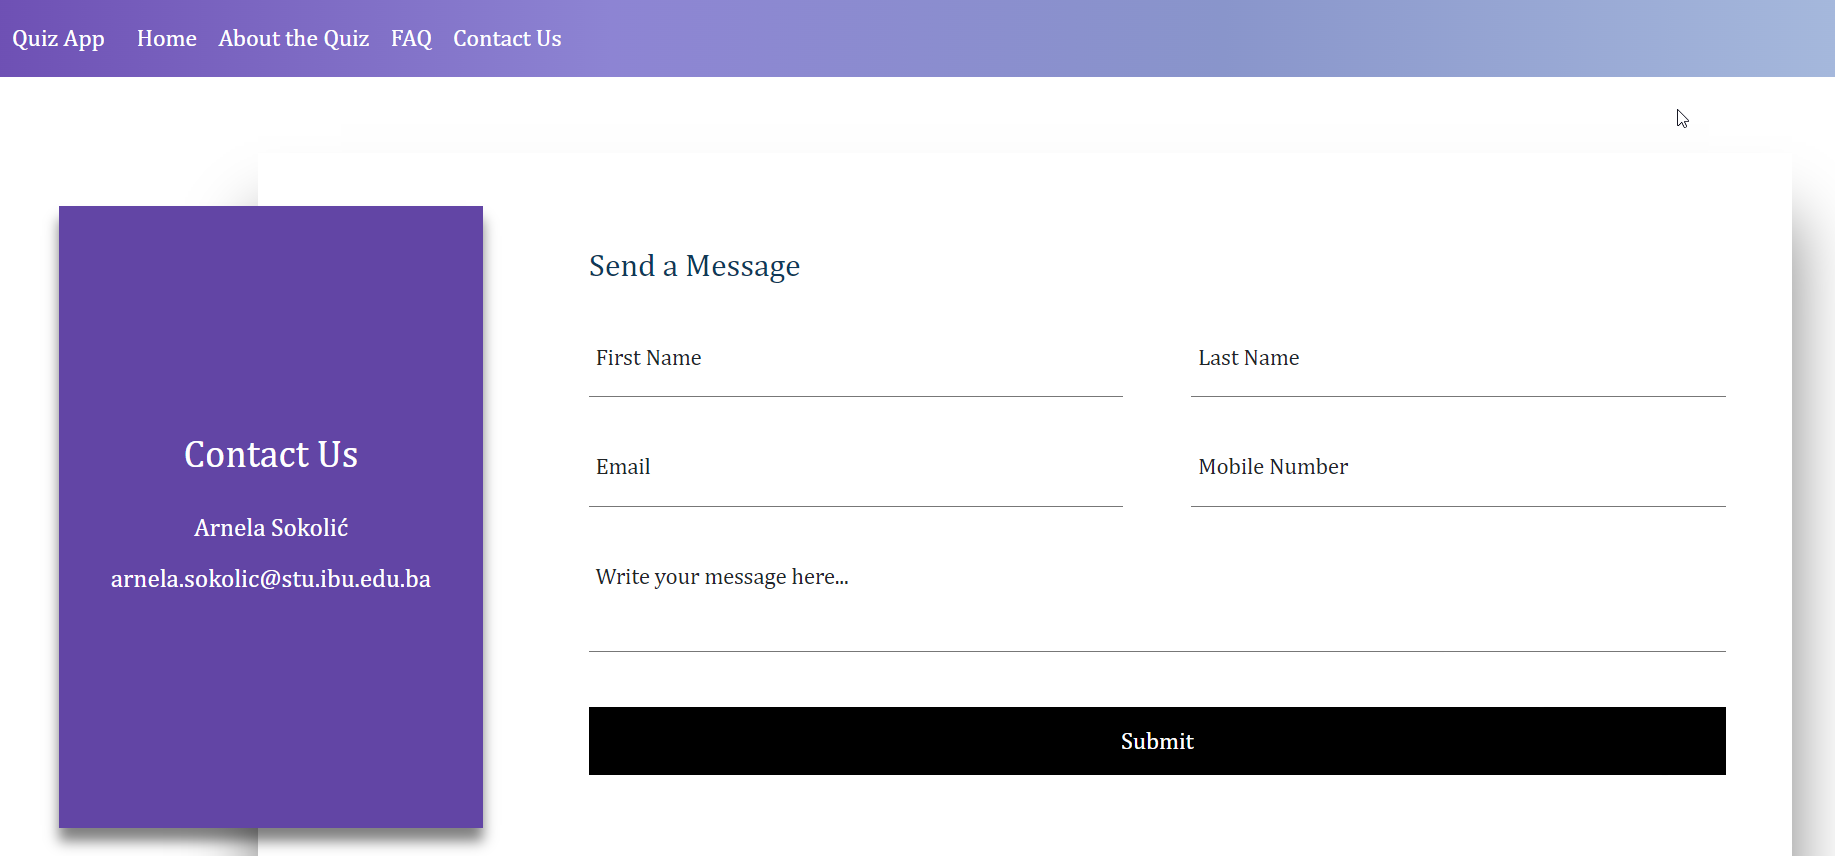 Quiz App Home About the Quiz FAQ Contact Us
Contact Us
Arnela Sokolić
arnela.sokolic@stu.ibu.edu.ba
Send a Message
First Name Last Name
Email Mobile Number
Write your message here...
Submit